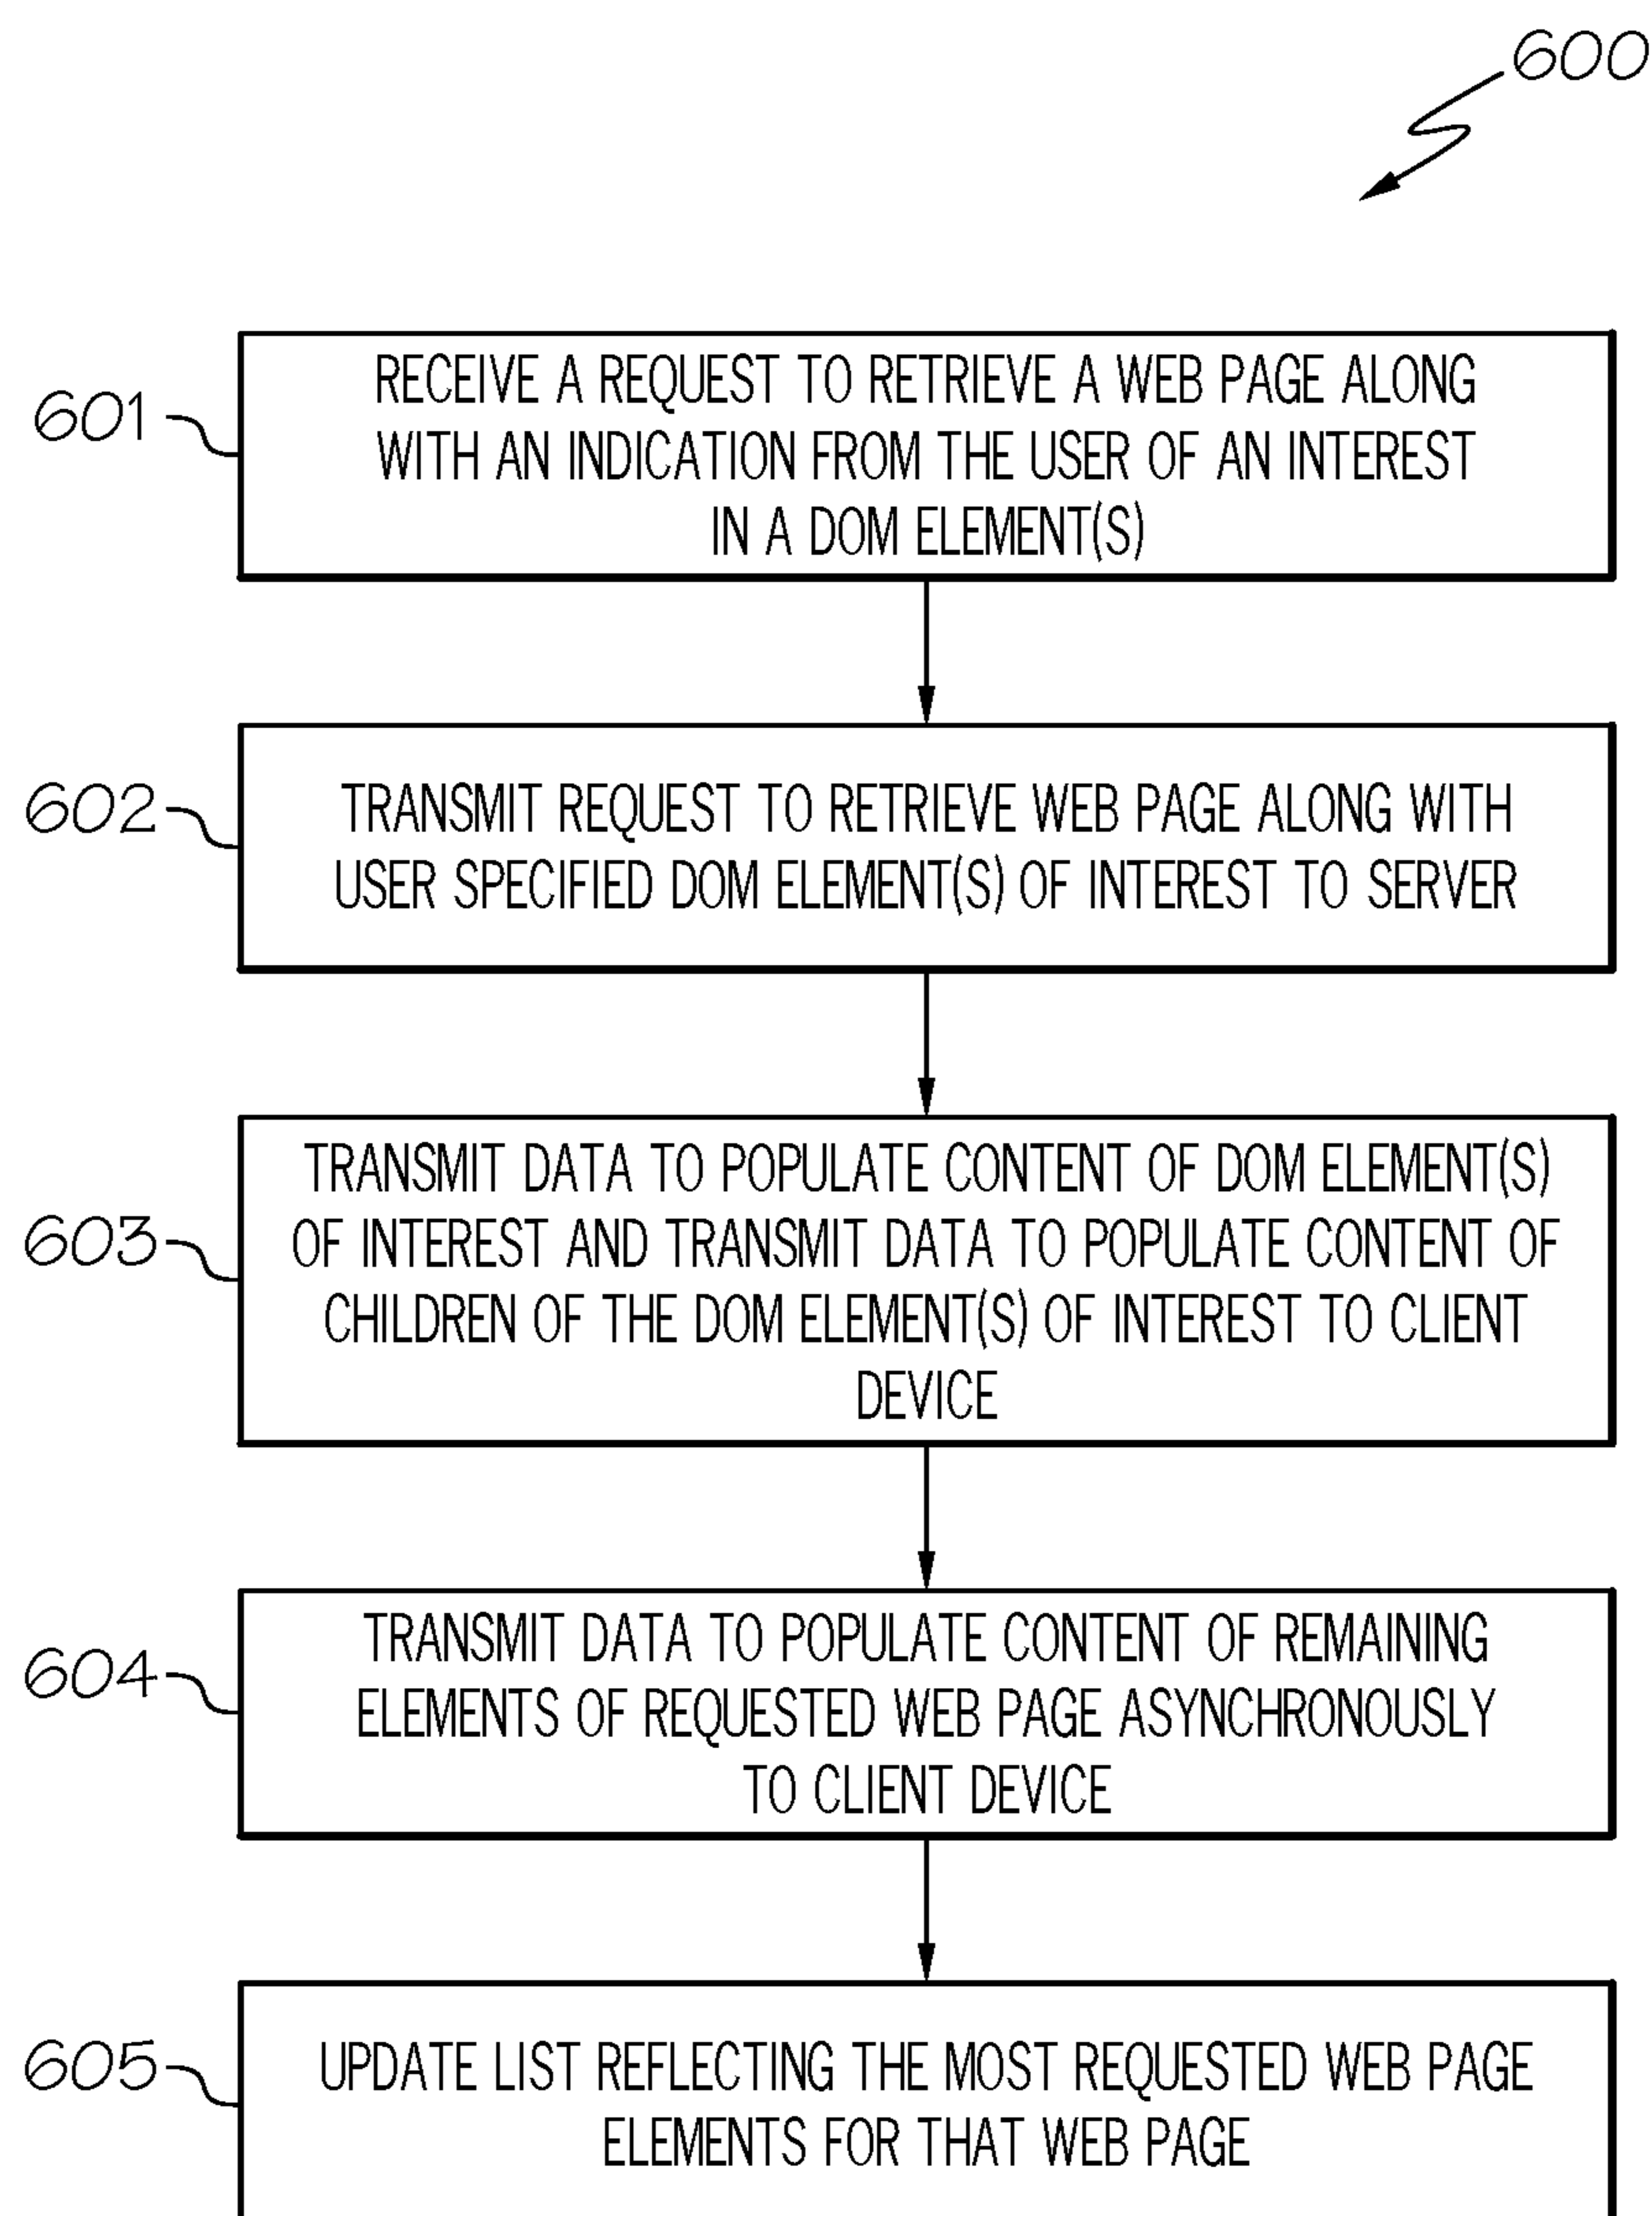 600
601
RECEIVE A REQUEST TO RETRIEVE A WEB PAGE ALONG
WITH AN INDICATION FROM THE USER OF AN INTEREST
IN A DOM ELEMENT(S)
602
TRANSMIT REQUEST TO RETRIEVE WEB PAGE ALONG WITH
USER SPECIFIED DOM ELEMENT(S) OF INTEREST TO SERVER
603
TRANSMIT DATA TO POPULATE CONTENT OF DOM ELEMENT(S)
OF INTEREST AND TRANSMIT DATA TO POPULATE CONTENT OF
CHILDREN OF THE DOM ELEMENT(S) OF INTEREST TO CLIENT
DEVICE
604
TRANSMIT DATA TO POPULATE CONTENT OF REMAINING
ELEMENTS OF REQUESTED WEB PAGE ASYNCHRONOUSLY
TO CLIENT DEVICE
605
UPDATE LIST REFLECTING THE MOST REQUESTED WEB PAGE
ELEMENTS FOR THAT WEB PAGE